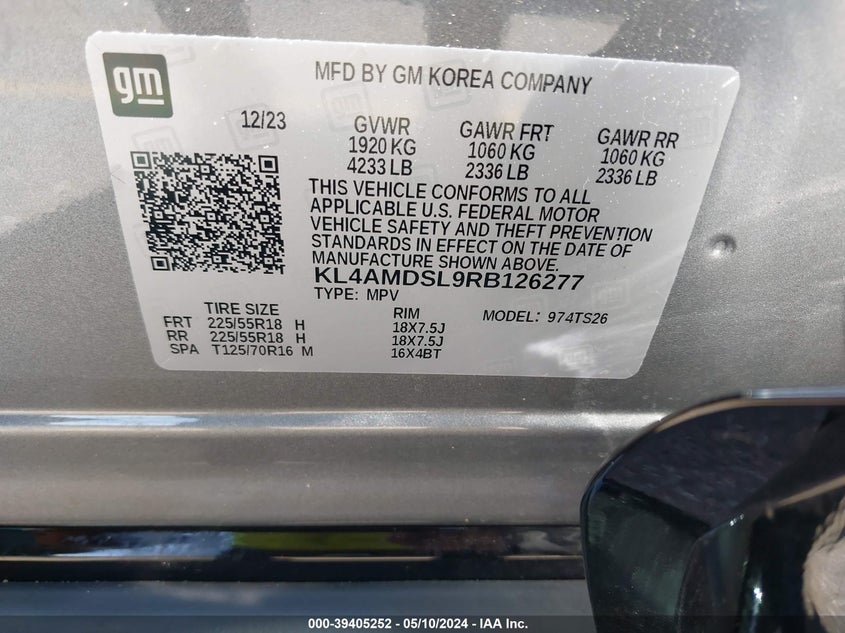 gm
MFD BY GM KOREA COMPANY
12/23
GVWR
1920 KG
4233 LB
GAWR FRT
1060 KG
2336 LB
GAWR RR
1060 KG
2336 LB
THIS VEHICLE CONFORMS TO ALL
APPLICABLE U.S. FEDERAL MOTOR
VEHICLE SAFETY AND THEFT PREVENTION
STANDARDS IN EFFECT ON THE DATE OF
MANUFACTURE SHOWN ABOVE.
KL4AMDSL9RB126277
TYPE: MPV
MODEL: 974TS26
TIRE SIZE RIM
FRT 225/55R18 H 18X7.5J
RR 225/55R18 H 18X7.5J
SPA T125/70R16 M 16X4BT
000-39405252 — 05/10/2024 — IAA Inc.